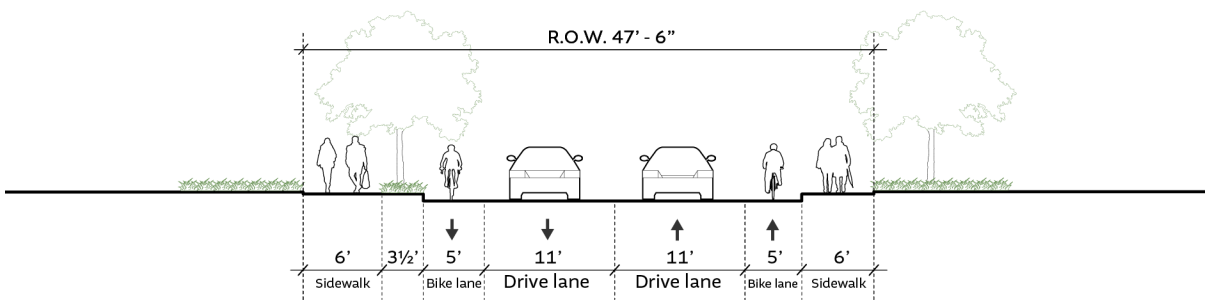 R.O.W. 47’ - 6”
6’ 3½’ 5’ 11’ 11’ 5’ 6’
Sidewalk Bike lane Drive lane Drive lane Bike lane Sidewalk